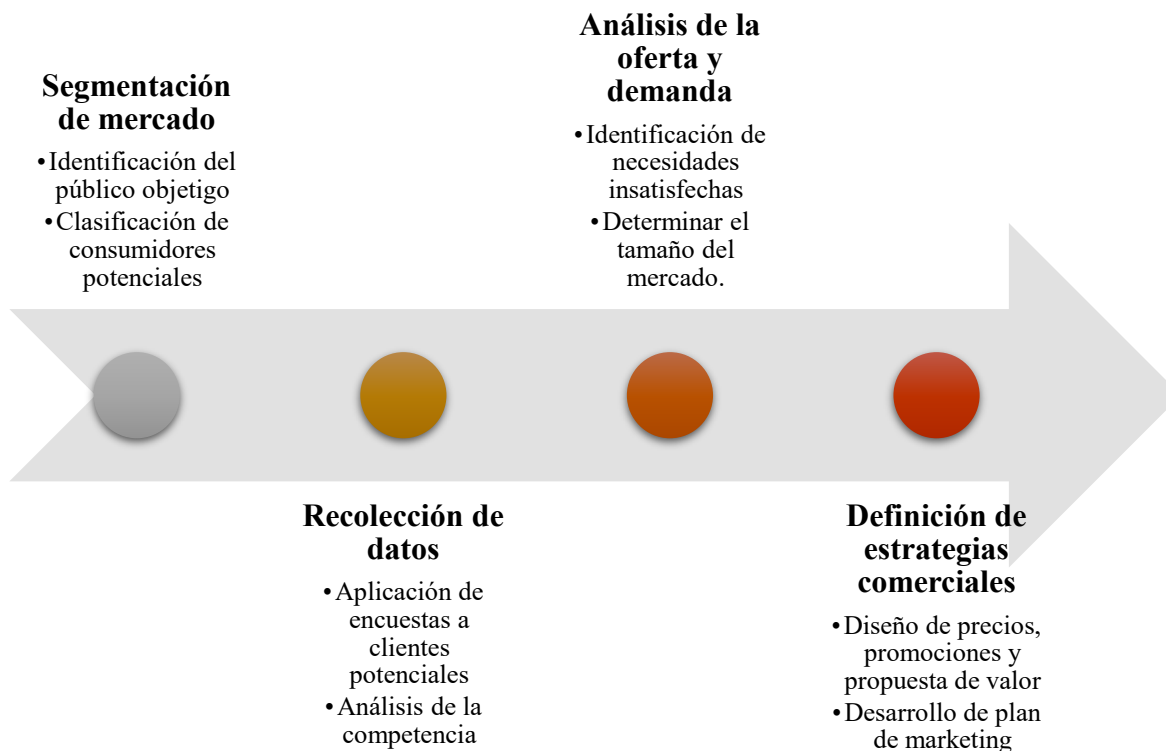 Segmentación
de mercado
•Identificación del
público objetigo
•Clasificación de
consumidores
potenciales
Recolección de
datos
•Aplicación de
encuestas a
clientes
potenciales
•Análisis de la
competencia
Análisis de la
oferta y
demanda
•Identificación de
necesidades
insatisfechas
•Determinar el
tamaño del
mercado.
Definición de
estrategias
comerciales
•Diseño de precios,
promociones y
propuesta de valor
•Desarrollo de plan
de marketing